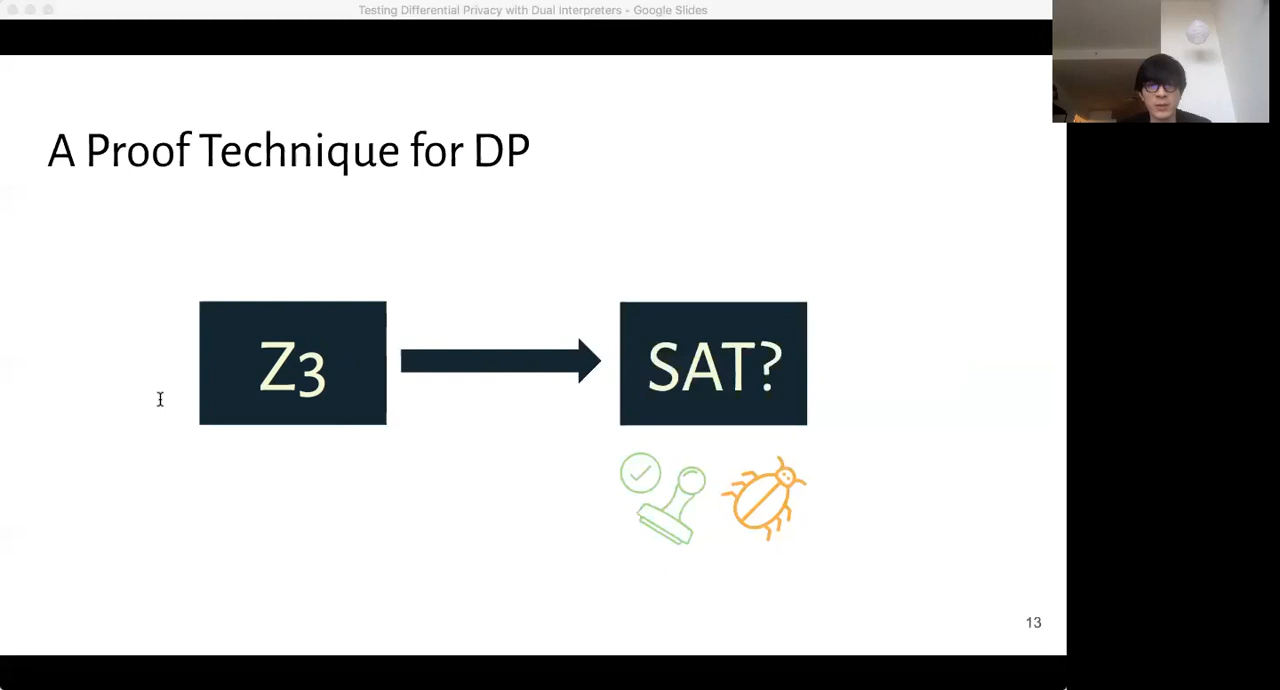 Testing Differential Privacy with Dual Interpreters - Google Slides
A Proof Technique for DP
Z3
SAT?
13